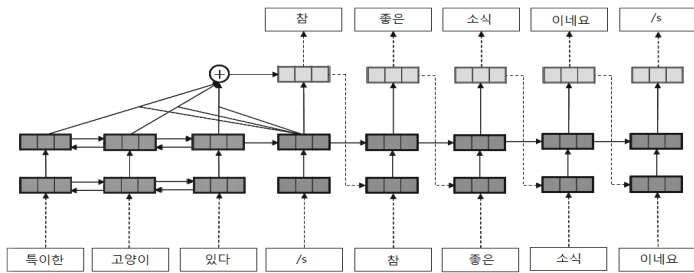 참 좋은 소식 이네요 /s
특이한 고양이 있다 /s 참 좋은 소식 이네요